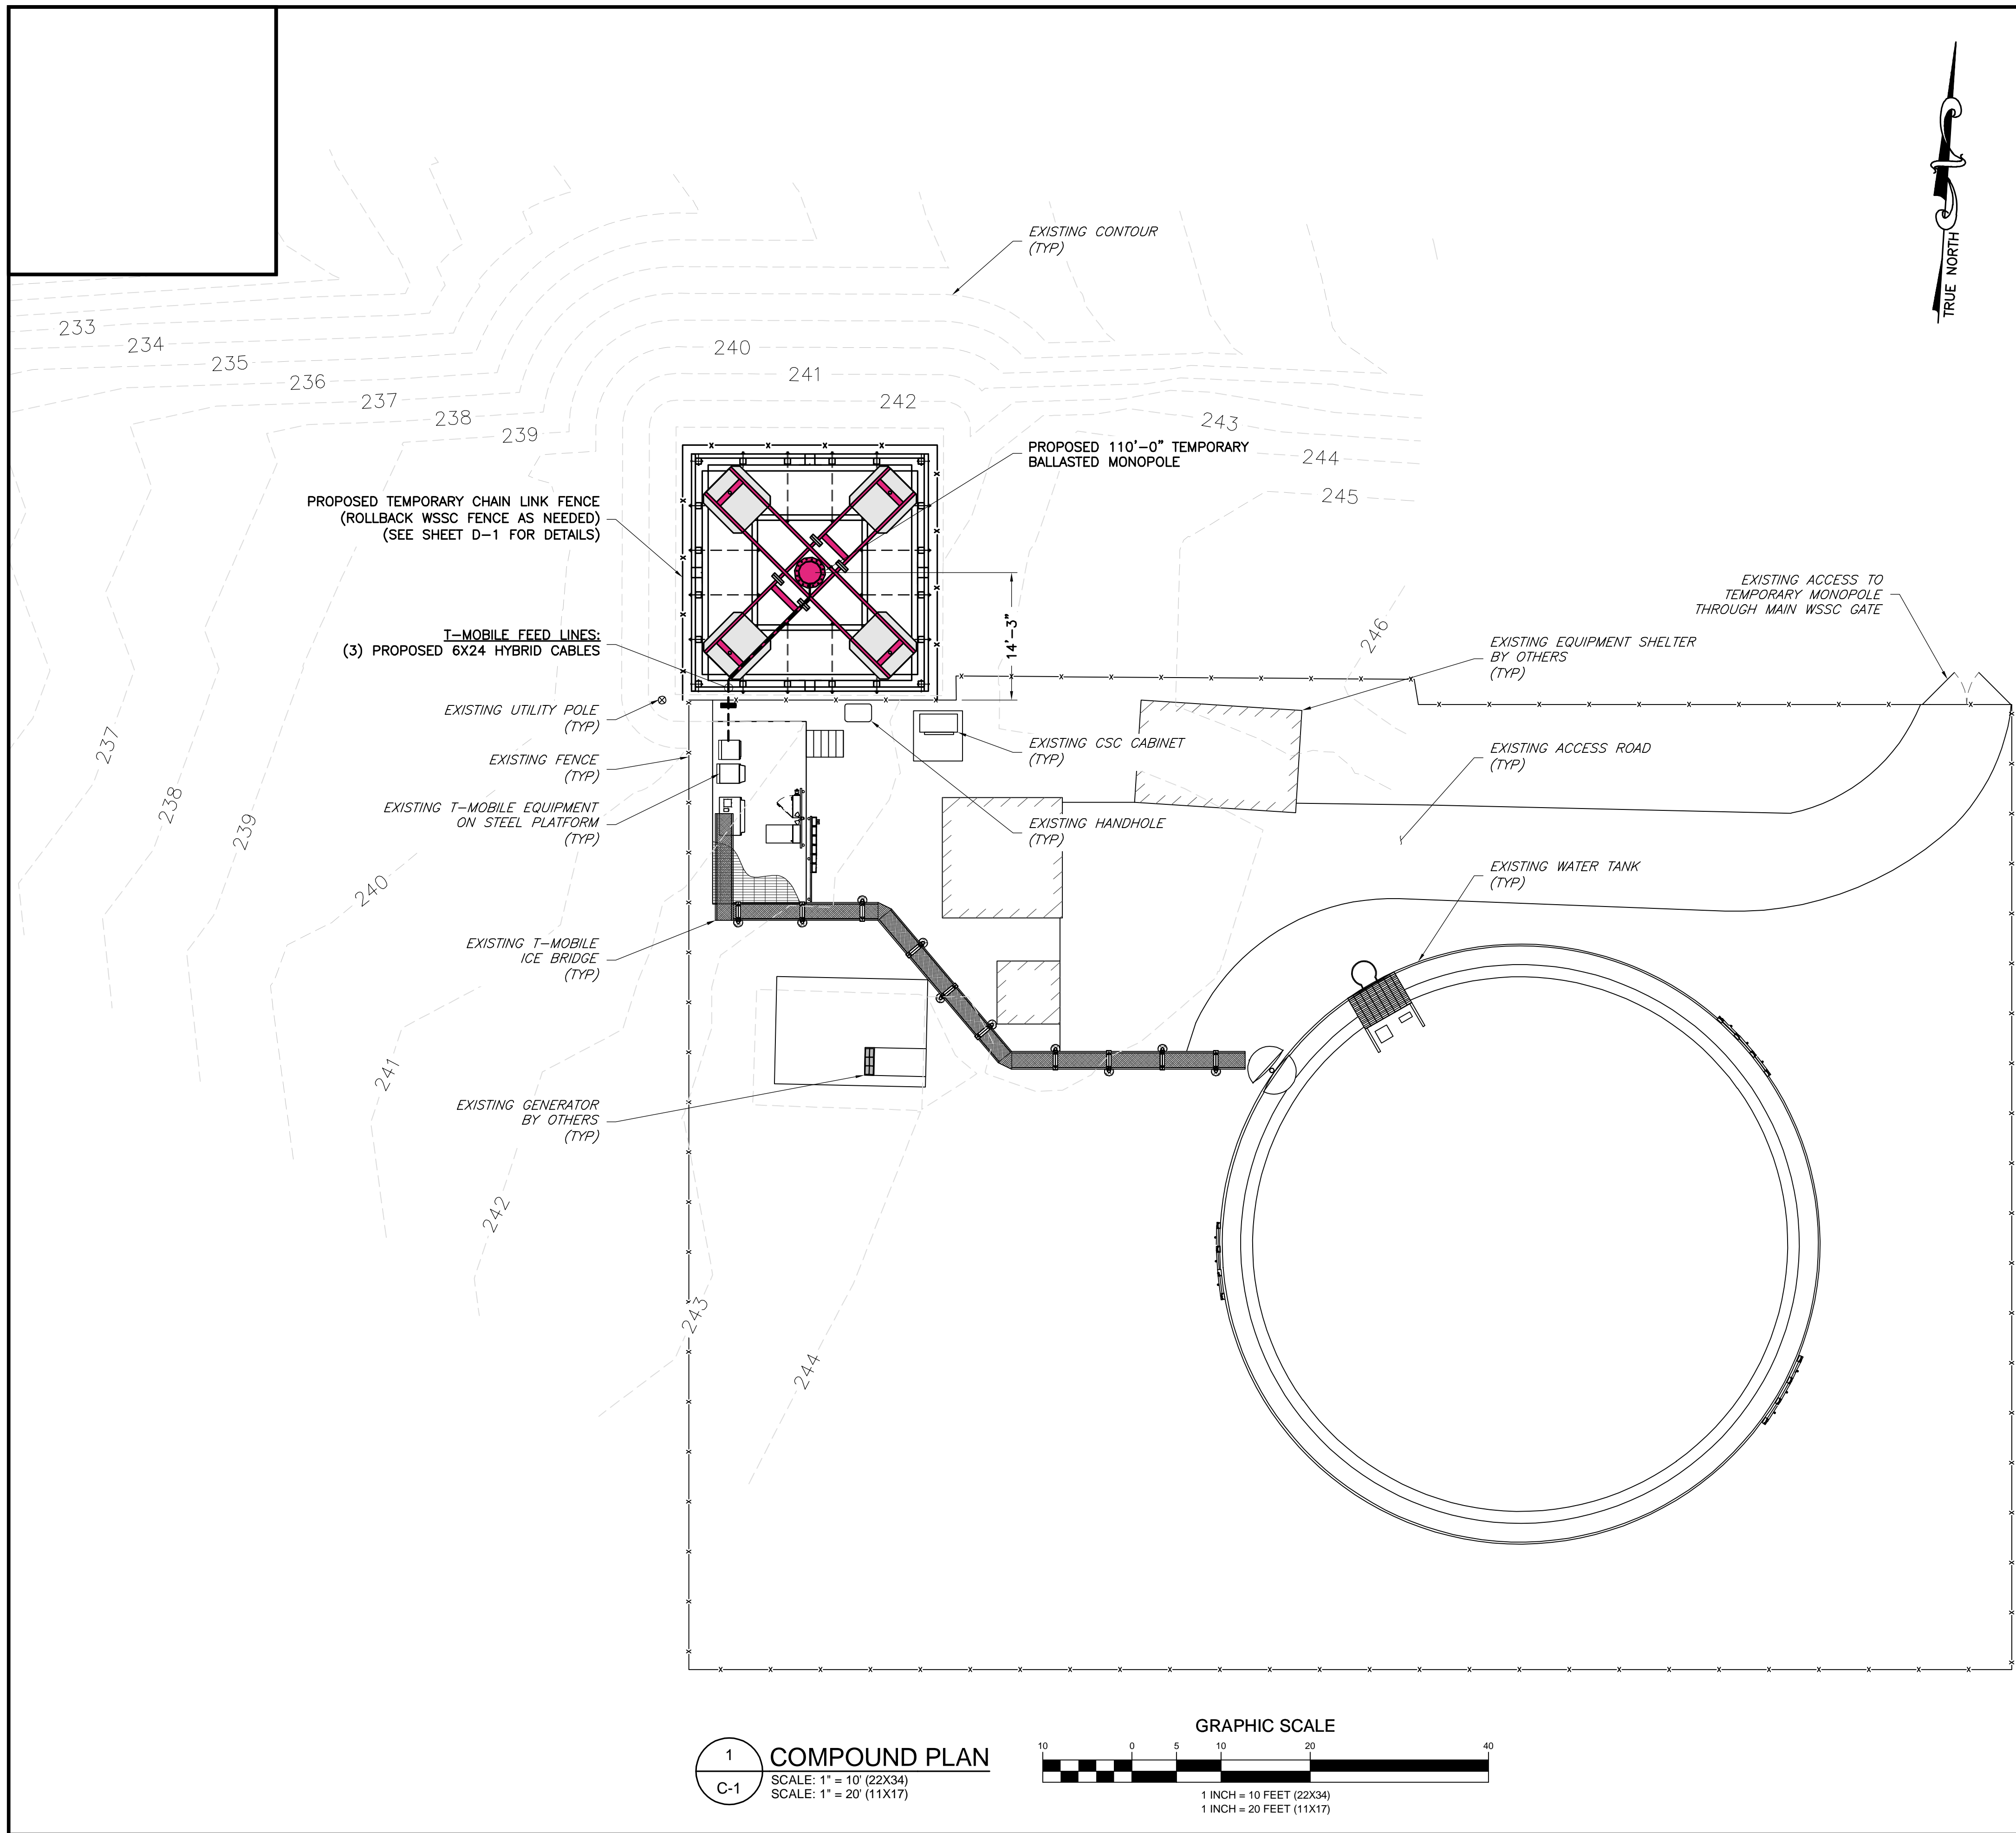 TRUE NORTH
EXISTING CONTOUR
(TYP)
233
234
235
236
237
238
239
240
241
242
243
244
245
246
PROPOSED 110'-0" TEMPORARY
BALLASTED MONOPOLE
PROPOSED TEMPORARY CHAIN LINK FENCE
(ROLLBACK WSSC FENCE AS NEEDED)
(SEE SHEET D-1 FOR DETAILS)
14'-3"
T-MOBILE FEED LINES:
(3) PROPOSED 6X24 HYBRID CABLES
EXISTING ACCESS TO
TEMPORARY MONOPOLE
THROUGH MAIN WSSC GATE
EXISTING EQUIPMENT SHELTER
BY OTHERS
(TYP)
EXISTING UTILITY POLE
(TYP)
EXISTING FENCE
(TYP)
EXISTING CSC CABINET
(TYP)
EXISTING ACCESS ROAD
(TYP)
EXISTING T-MOBILE EQUIPMENT
ON STEEL PLATFORM
(TYP)
EXISTING HANDHOLE
(TYP)
EXISTING WATER TANK
(TYP)
EXISTING T-MOBILE
ICE BRIDGE
(TYP)
EXISTING GENERATOR
BY OTHERS
(TYP)
237
238
239
240
241
242
243
244
1
C-1
COMPOUND PLAN
SCALE: 1" = 10' (22X34)
SCALE: 1" = 20' (11X17)
GRAPHIC SCALE
10 0 5 10 20 40
1 INCH = 10 FEET (22X34)
1 INCH = 20 FEET (11X17)